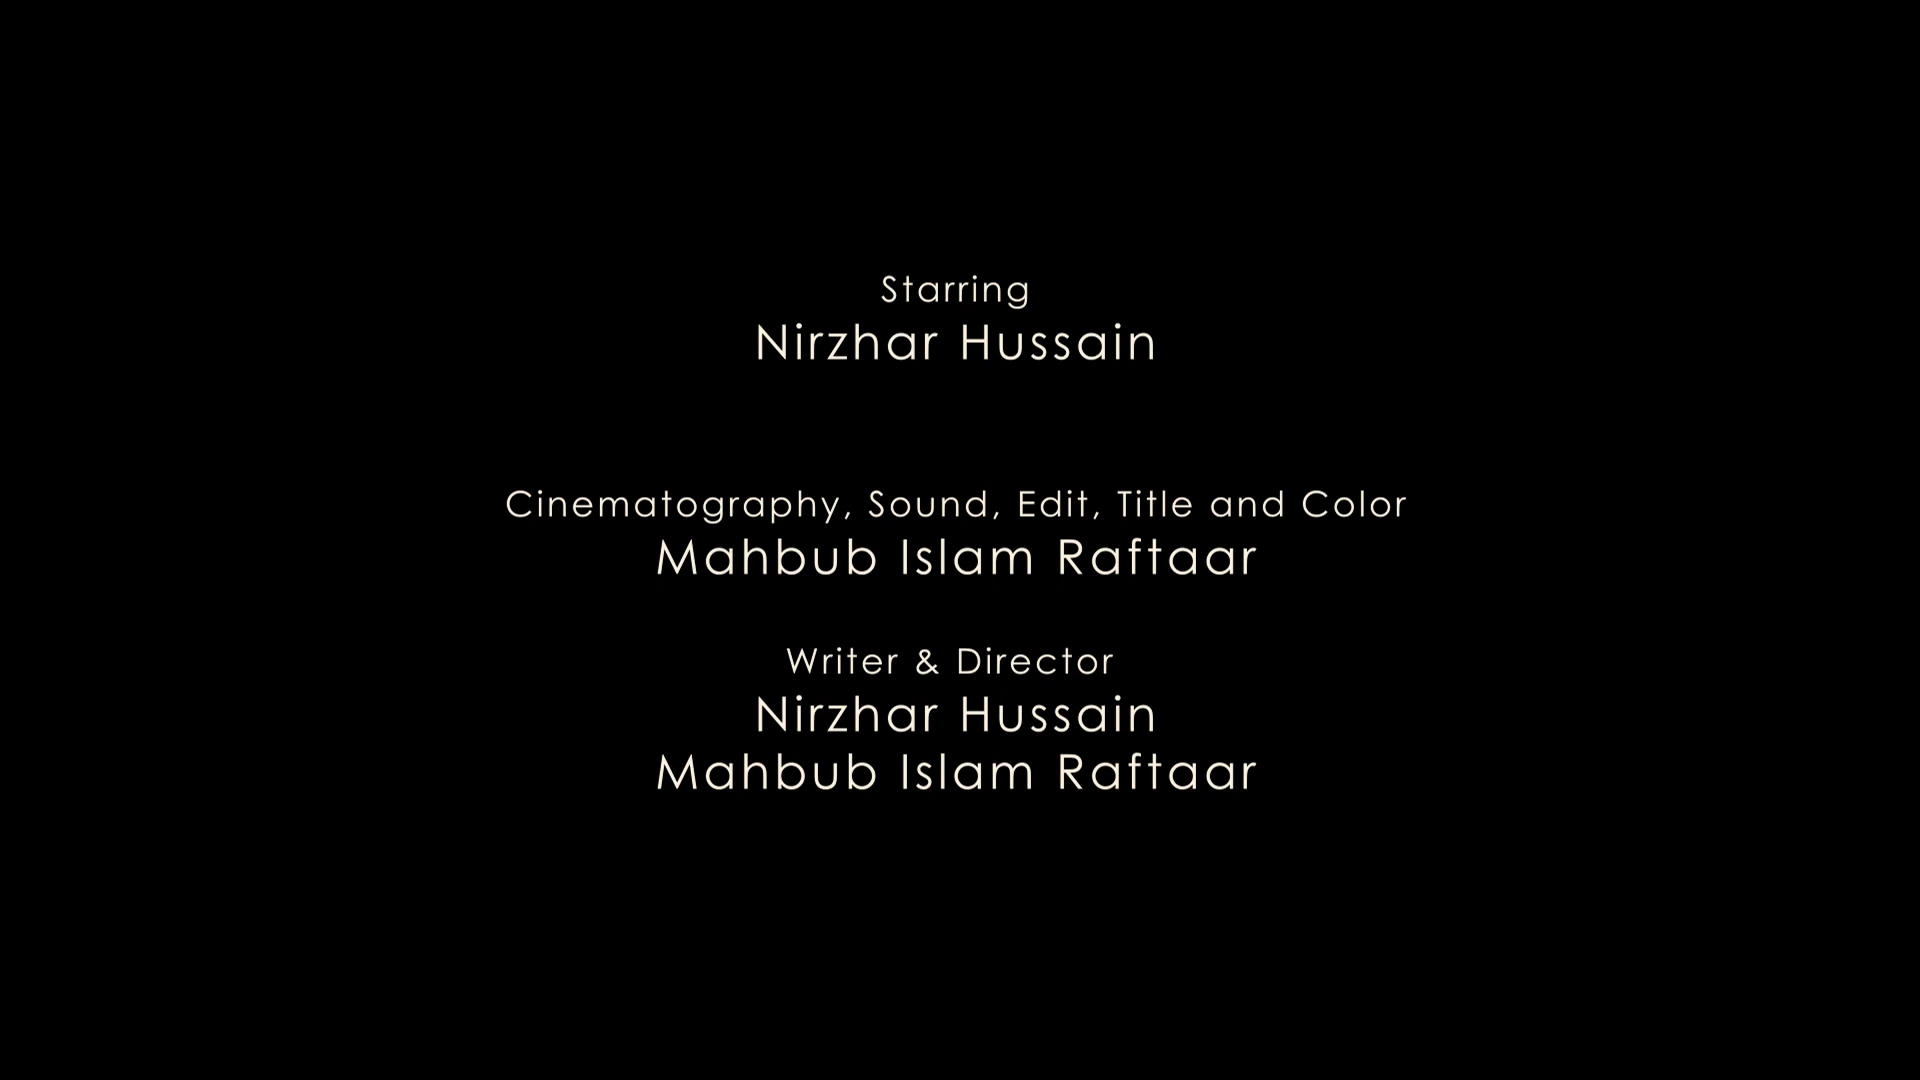 Starring
Nirzhar Hussain
Cinematography, Sound, Edit, Title and Color
Mahbub Islam Raftaar
Writer & Director
Nirzhar Hussain
Mahbub Islam Raftaar